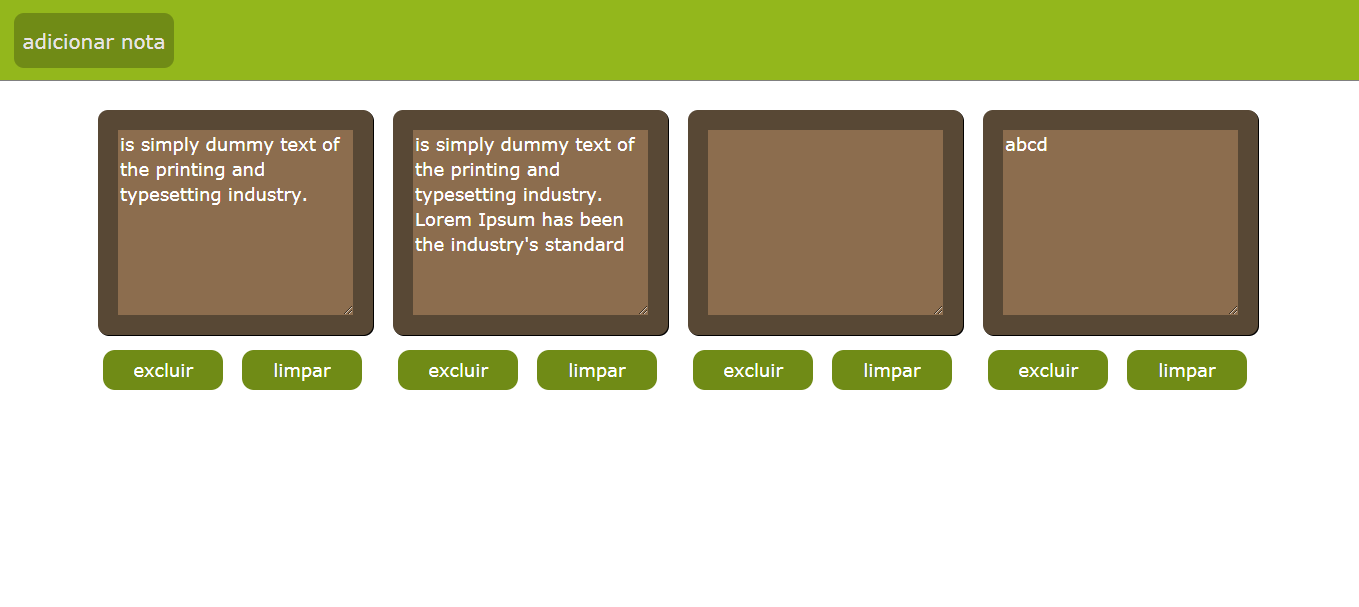 adicionar nota
is simply dummy text of
the printing and
typesetting industry.
is simply dummy text of
the printing and
typesetting industry.
Lorem Ipsum has been
the industry's standard
abcd
excluir limpar excluir limpar excluir limpar excluir limpar